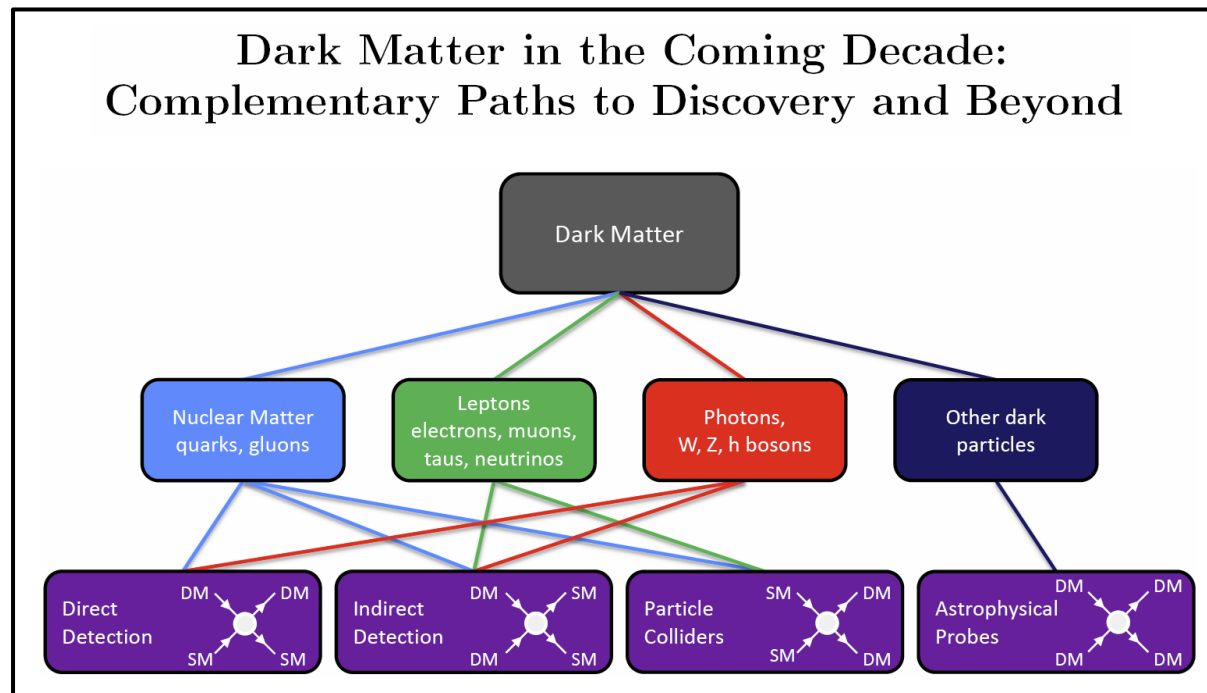 Dark Matter in the Coming Decade:
Complementary Paths to Discovery and Beyond
Dark Matter
Nuclear Matter
quarks, gluons
Leptons
electrons, muons,
taus, neutrinos
Photons,
W, Z, h bosons
Other dark
particles
Direct
Detection
DM
DM
SM
SM
Indirect
Detection
DM
SM
DM
SM
Particle
Colliders
SM
DM
SM
DM
Astrophysical
Probes
DM
DM
DM
DM